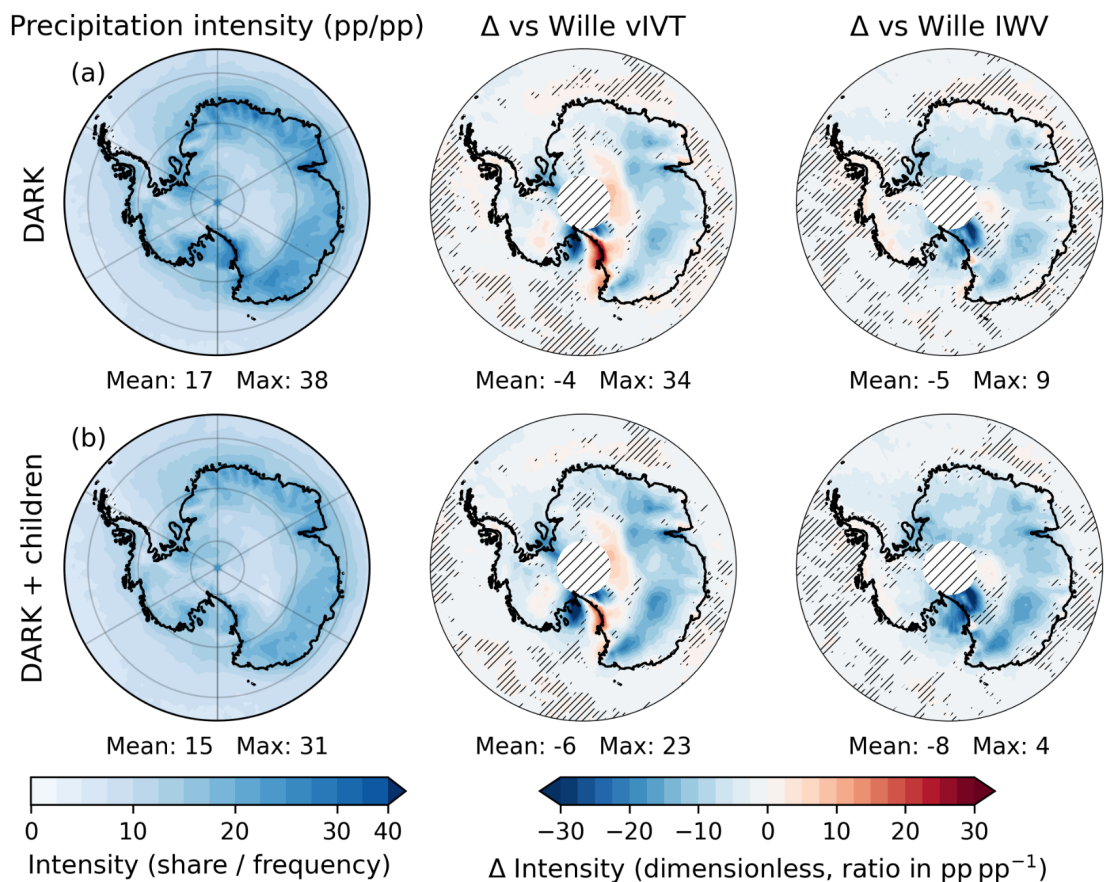 Precipitation intensity (pp/pp)
Δ vs Wille vIVT
Δ vs Wille IWV
DARK
(a)
Mean: 17 Max: 38
Mean: -4 Max: 34
Mean: -5 Max: 9
DARK + children
(b)
Mean: 15 Max: 31
Mean: -6 Max: 23
Mean: -8 Max: 4
0 10 20 30 40
Intensity (share / frequency)
−30 −20 −10 0 10 20 30
Δ Intensity (dimensionless, ratio in pp pp⁻¹)